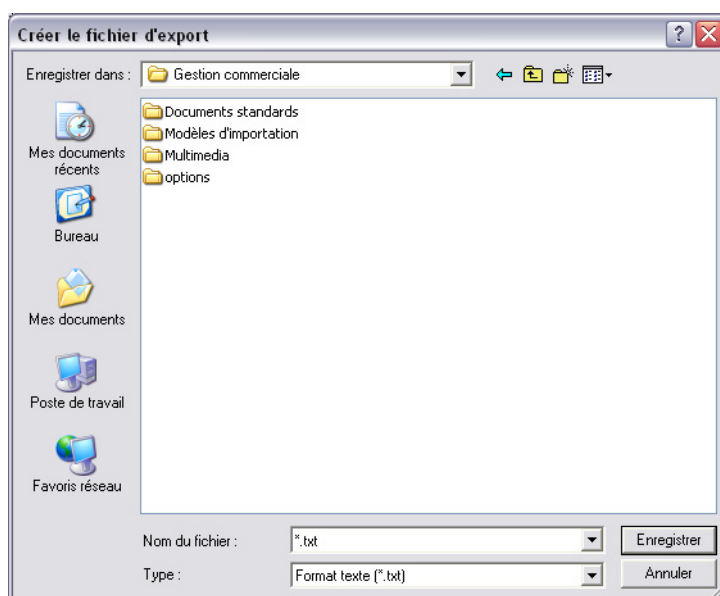 Créer le fichier d'export
Enregistrer dans :
Gestion commerciale
Mes documents
récents
Bureau
Mes documents
Poste de travail
Favoris réseau
Documents standards
Modèles d'importation
Multimedia
options
Nom du fichier :
*.txt
Enregistrer
Type :
Format texte (*.txt)
Annuler